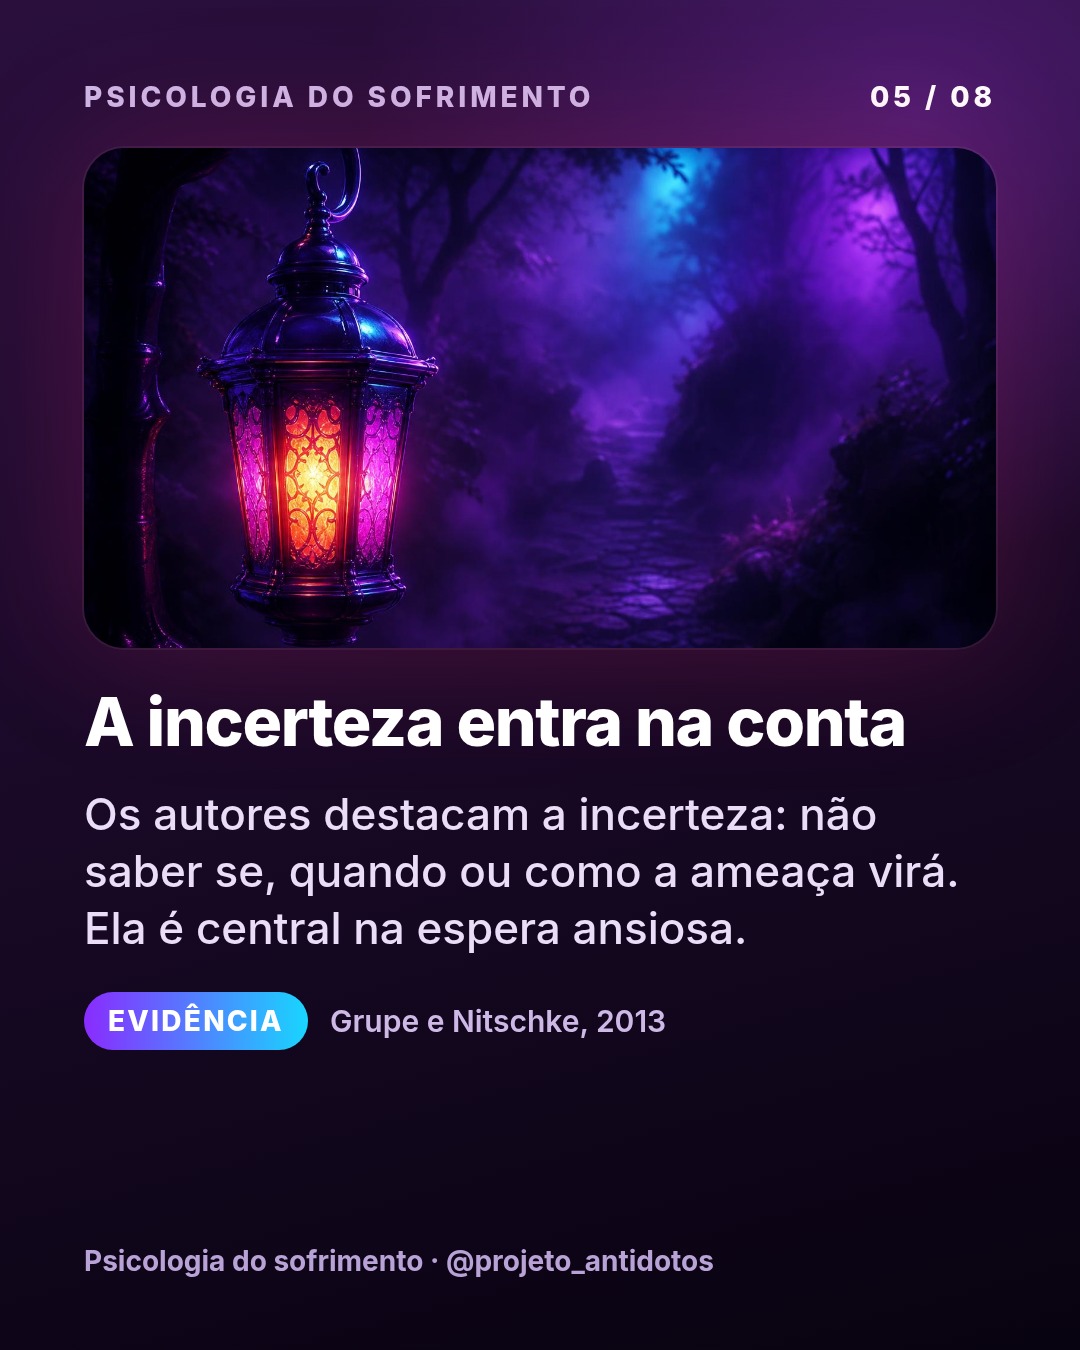 PSICOLOGIA DO SOFRIMENTO
05 / 08
A incerteza entra na conta
Os autores destacam a incerteza: não
saber se, quando ou como a ameaça virá.
Ela é central na espera ansiosa.
EVIDÊNCIA
Grupe e Nitschke, 2013
Psicologia do sofrimento · @projeto_antidotos